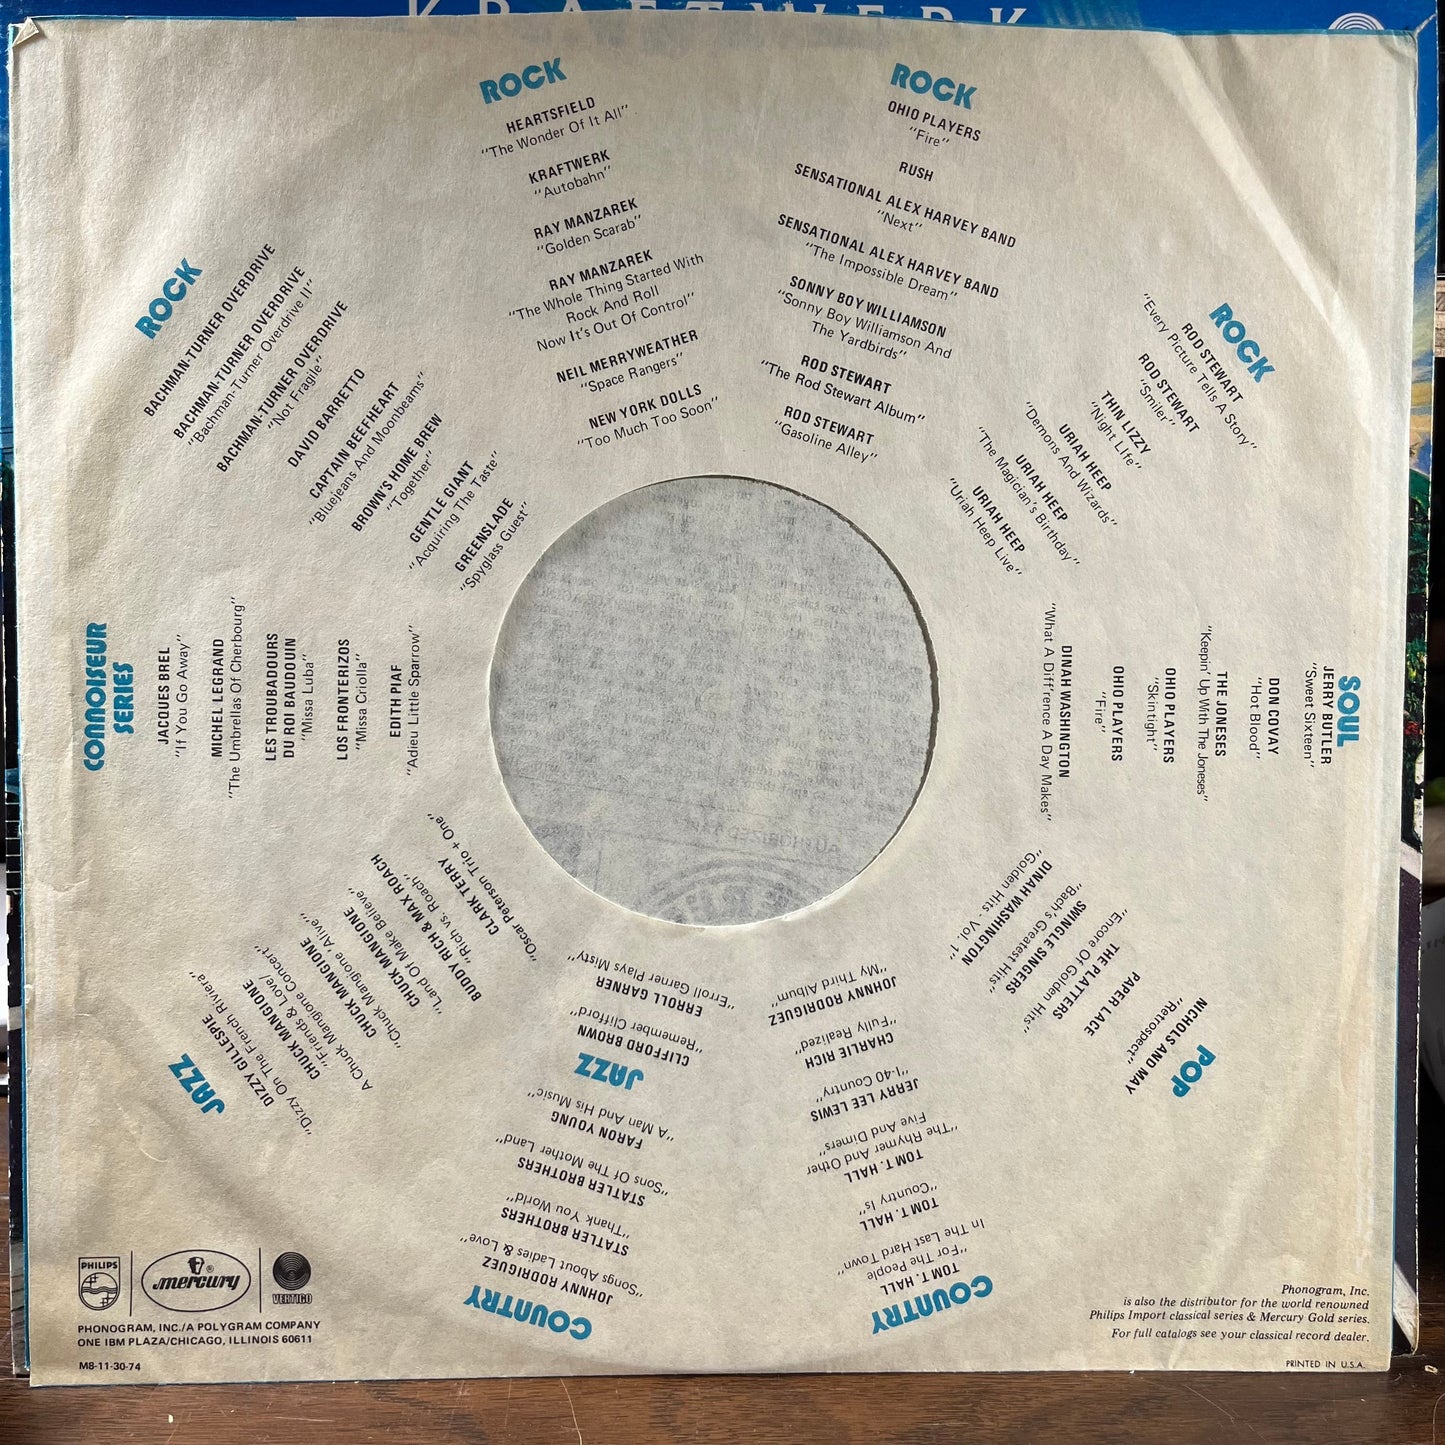 KRAFTWERK
ROCK
HEARTSFIELD
"The Wonder Of It All"
KRAFTWERK
"Autobahn"
RAY MANZAREK
"Golden Scarab"
RAY MANZAREK
"The Whole Thing Started With
Rock And Roll
Now It's Out Of Control"
NEIL MERRYWEATHER
"Space Rangers"
NEW YORK DOLLS
"Too Much Too Soon"
ROCK
OHIO PLAYERS
"Fire"
RUSH
SENSATIONAL ALEX HARVEY BAND
"Next"
SENSATIONAL ALEX HARVEY BAND
"The Impossible Dream"
SONNY BOY WILLIAMSON
"Sonny Boy Williamson And
The Yardbirds"
ROD STEWART
"The Rod Stewart Album"
ROD STEWART
"Gasoline Alley"
ROCK
ROD STEWART
"Every Picture Tells A Story"
ROD STEWART
"Smiler"
THIN LIZZY
"Night LIfe"
URIAH HEEP
"Demons And Wizards"
URIAH HEEP
"The Magician's Birthday"
URIAH HEEP
"Uriah Heep Live"
SOUL
JERRY BUTLER
"Sweet Sixteen"
DON COVAY
"Hot Blood"
THE JONESES
"Keepin' Up With The Joneses"
OHIO PLAYERS
"Skintight"
OHIO PLAYERS
"Fire"
DINAH WASHINGTON
"What A Diff'rence A Day Makes"
POP
NICHOLS AND MAY
"Retrospect"
PAPER LACE
THE PLATTERS
"Encore Of Golden Hits"
SWINGLE SINGERS
"Bach's Greatest Hits"
DINAH WASHINGTON
"Golden Hits - Vol. 1"
COUNTRY
TOM T. HALL
"For The People
In The Last Hard Town"
TOM T. HALL
"Country Is"
TOM T. HALL
"The Rhymer And Other
Five And Dimers"
JERRY LEE LEWIS
"I-40 Country"
CHARLIE RICH
"Fully Realized"
JOHNNY RODRIGUEZ
"My Third Album"
COUNTRY
JOHNNY RODRIGUEZ
"Songs About Ladies & Love"
STATLER BROTHERS
"Thank You World"
STATLER BROTHERS
"Sons Of The Mother Land"
FARON YOUNG
"A Man And His Music"
JAZZ
CLIFFORD BROWN
"Remember Clifford"
ERROLL GARNER
"Erroll Garner Plays Misty"
JAZZ
DIZZY GILLESPIE
"Dizzy On The French Riviera"
CHUCK MANGIONE
"Friends & Love/
A Chuck Mangione Concert"
CHUCK MANGIONE
"Chuck Mangione 'Alive'"
CHUCK MANGIONE
"Land Of Make Believe"
BUDDY RICH & MAX ROACH
"Rich vs. Roach"
CLARK TERRY
"Oscar Peterson Trio + One"
CONNOISEUR
SERIES
JACQUES BREL
"If You Go Away"
MICHEL LEGRAND
"The Umbrellas Of Cherbourg"
LES TROUBADOURS
DU ROI BAUDOUIN
"Missa Luba"
LOS FRONTERIZOS
"Missa Criolla"
EDITH PIAF
"Adieu Little Sparrow"
ROCK
BACHMAN-TURNER OVERDRIVE
BACHMAN-TURNER OVERDRIVE
"Bachman-Turner Overdrive II"
BACHMAN-TURNER OVERDRIVE
"Not Fragile"
DAVID BARRETTO
CAPTAIN BEEFHEART
"Bluejeans And Moonbeams"
BROWN'S HOME BREW
"Together"
GENTLE GIANT
"Acquiring The Taste"
GREENSLADE
"Spyglass Guest"
PHILIPS
mercury
®
VERTIGO
PHONOGRAM, INC./A POLYGRAM COMPANY
ONE IBM PLAZA/CHICAGO, ILLINOIS 60611
M8-11-30-74
Phonogram, Inc.
is also the distributor for the world renowned
Philips Import classical series & Mercury Gold series.
For full catalogs see your classical record dealer.
PRINTED IN U.S.A.